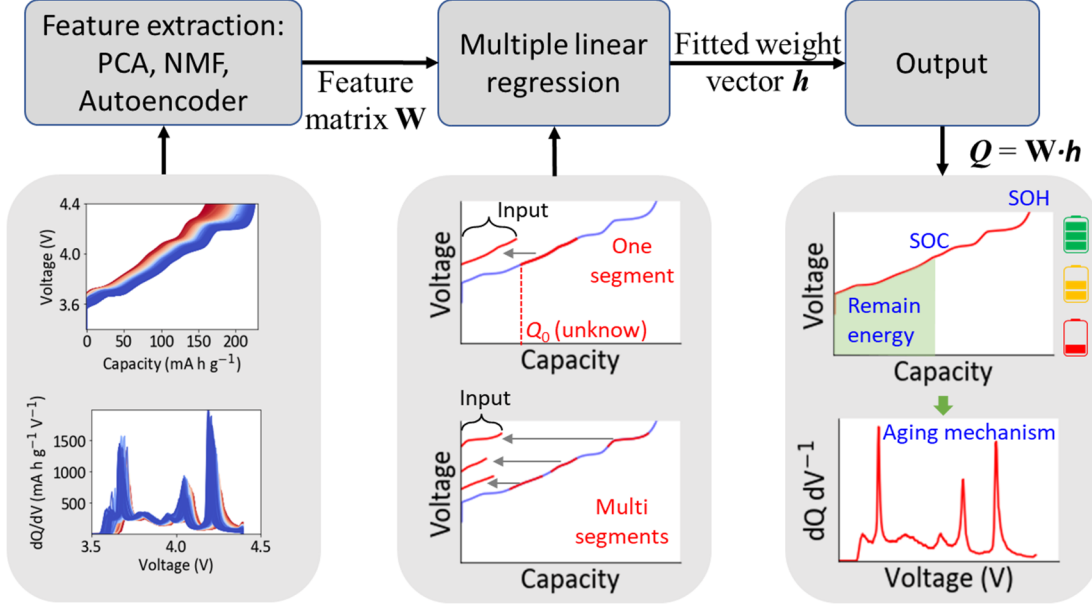 Feature extraction:
PCA, NMF,
Autoencoder
Feature
matrix W
Multiple linear
regression
Fitted weight
vector h
Output
Q = W·h
4.4
4.0
3.6
Voltage (V)
0
50
100
150
200
Capacity (mA h g⁻¹)
1500
1000
500
dQ/dV (mA h g⁻¹ V⁻¹)
3.5
4.0
4.5
Voltage (V)
Input
One
segment
Q₀ (unknow)
Voltage
Capacity
Input
Multi
segments
Voltage
Capacity
SOH
SOC
Remain
energy
Voltage
Capacity
Aging mechanism
dQ dV⁻¹
Voltage (V)